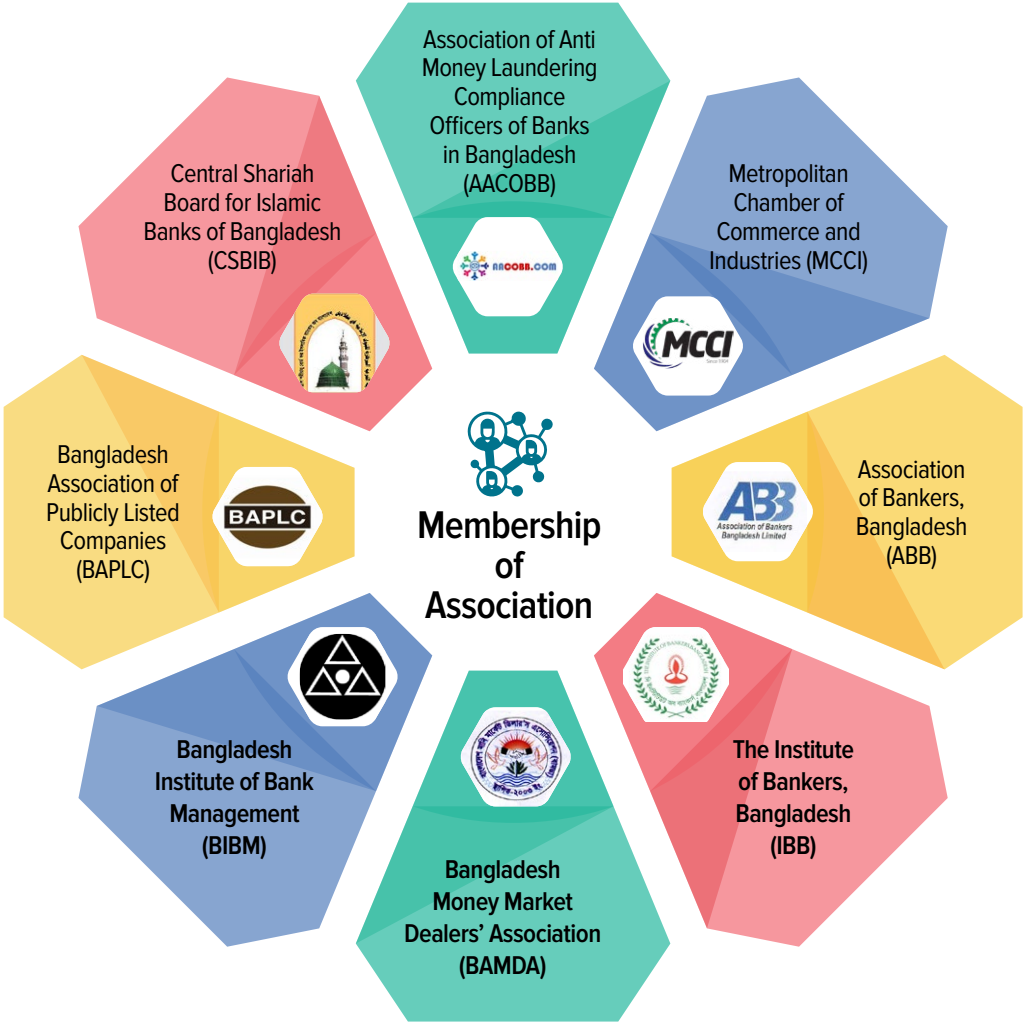 Association of Anti
Money Laundering
Compliance
Officers of Banks
in Bangladesh
(AACOBB)
AACOBB.COM
Metropolitan
Chamber of
Commerce and
Industries (MCCI)
MCCI
Since 1904
Association
of Bankers,
Bangladesh
(ABB)
ABB
Association of Bankers
Bangladesh Limited
The Institute
of Bankers,
Bangladesh
(IBB)
Bangladesh
Money Market
Dealers’ Association
(BAMDA)
Bangladesh
Institute of Bank
Management
(BIBM)
Bangladesh
Association of
Publicly Listed
Companies
(BAPLC)
BAPLC
Central Shariah
Board for Islamic
Banks of Bangladesh
(CSBIB)
Membership
of
Association